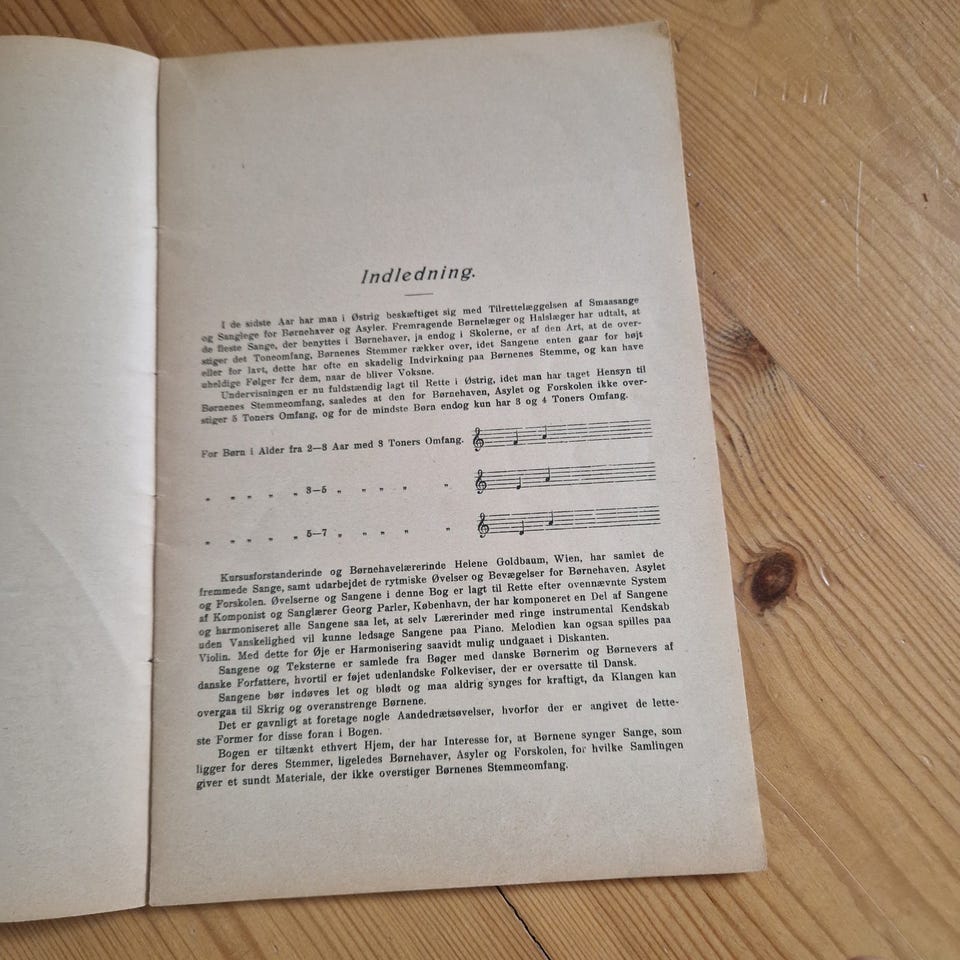 Indledning.
I de sidste Aar har man i Østrig beskæftiget sig med Tilrettelæggelsen af Smaasange
og Sanglege for Børnehaver og Asyler. Fremragende Børnelæger og Halslæger har udtalt, at
de fleste Sange, der benyttes i Børnehaver, ja endog i Skolerne, er af den Art, at de over-
stiger det Toneomfang, Børnenes Stemmer rækker over, idet Sangene enten gaar for højt
eller for lavt, dette har ofte en skadelig Indvirkning paa Børnenes Stemme, og kan have
uheldige Følger for dem, naar de bliver Voksne.
Undervisningen er nu fuldstændig lagt til Rette i Østrig, idet man har taget Hensyn til
Børnenes Stemmeomfang, saaledes at den for Børnehaven, Asylet og Forskolen ikke over-
stiger 5 Toners Omfang, og for de mindste Børn endog kun har 3 og 4 Toners Omfang.
For Børn i Alder fra 2—3 Aar med 3 Toners Omfang.
„ „ „ „ „ 3—5 „ „ „ „ „
„ „ „ „ „ 5—7 „ „ „ „ „
Kursusforstanderinde og Børnehavelærerinde Helene Goldbaum, Wien, har samlet de
fremmede Sange, samt udarbejdet de rytmiske Øvelser og Bevægelser for Børnehaven, Asylet
og Forskolen. Øvelserne og Sangene i denne Bog er lagt til Rette efter ovennævnte System
af Komponist og Sanglærer Georg Parler, København, der har komponeret en Del af Sangene
og harmoniseret alle Sangene saa let, at selv Lærerinder med ringe instrumental Kendskab
uden Vanskelighed vil kunne ledsage Sangene paa Piano. Melodien kan ogsaa spilles paa
Violin. Med dette for Øje er Harmonisering saavidt mulig undgaaet i Diskanten.
Sangene og Teksterne er samlede fra Bøger med danske Børnerim og Børnevers af
danske Forfattere, hvortil er føjet udenlandske Folkeviser, der er oversatte til Dansk.
Sangene bør indøves let og blødt og maa aldrig synges for kraftigt, da Klangen kan
overgaa til Skrig og overanstrenge Børnene.
Det er gavnligt at foretage nogle Aandedrætsøvelser, hvorfor der er angivet de lette-
ste Former for disse foran i Bogen.
Bogen er tiltænkt ethvert Hjem, der har Interesse for, at Børnene synger Sange, som
ligger for deres Stemmer, ligeledes Børnehaver, Asyler og Forskolen, for hvilke Samlingen
giver et sundt Materiale, der ikke overstiger Børnenes Stemmeomfang.